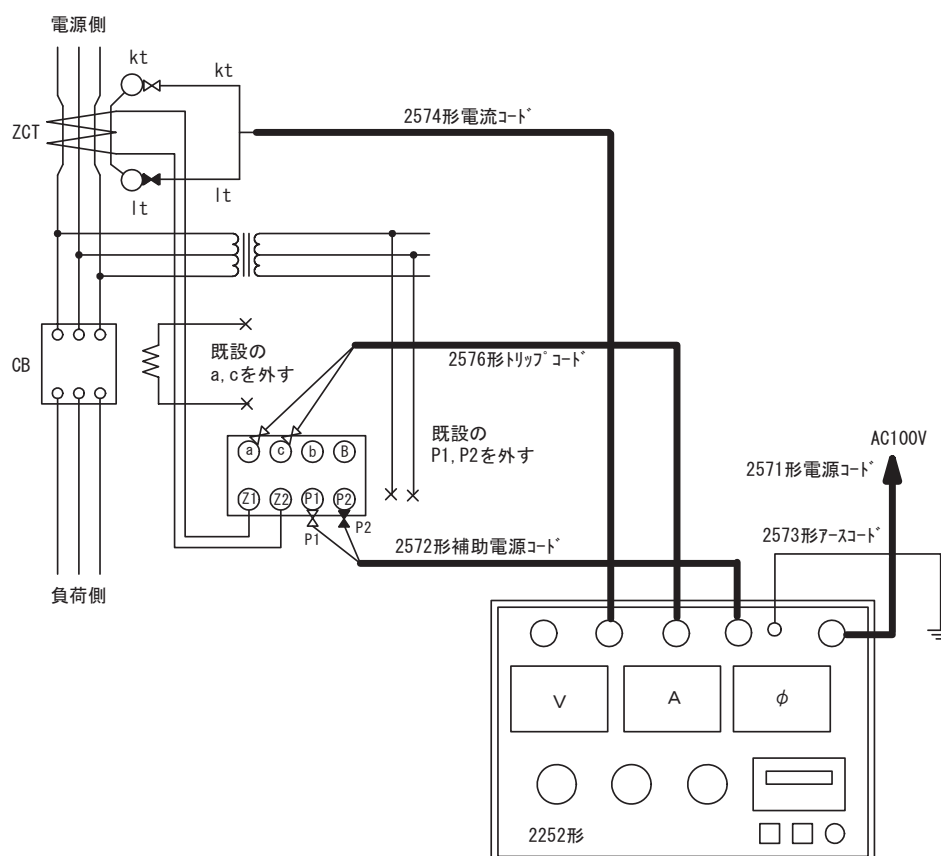 電源側
kt
kt
2574形電流コード
ZCT
lt
lt
CB
既設の
a,cを外す
2576形トリップコード
既設の
P1,P2を外す
a
c
b
B
Z1
Z2
P1
P2
P1
P2
2572形補助電源コード
AC100V
2571形電源コード
2573形アースコード
負荷側
V
A
φ
2252形